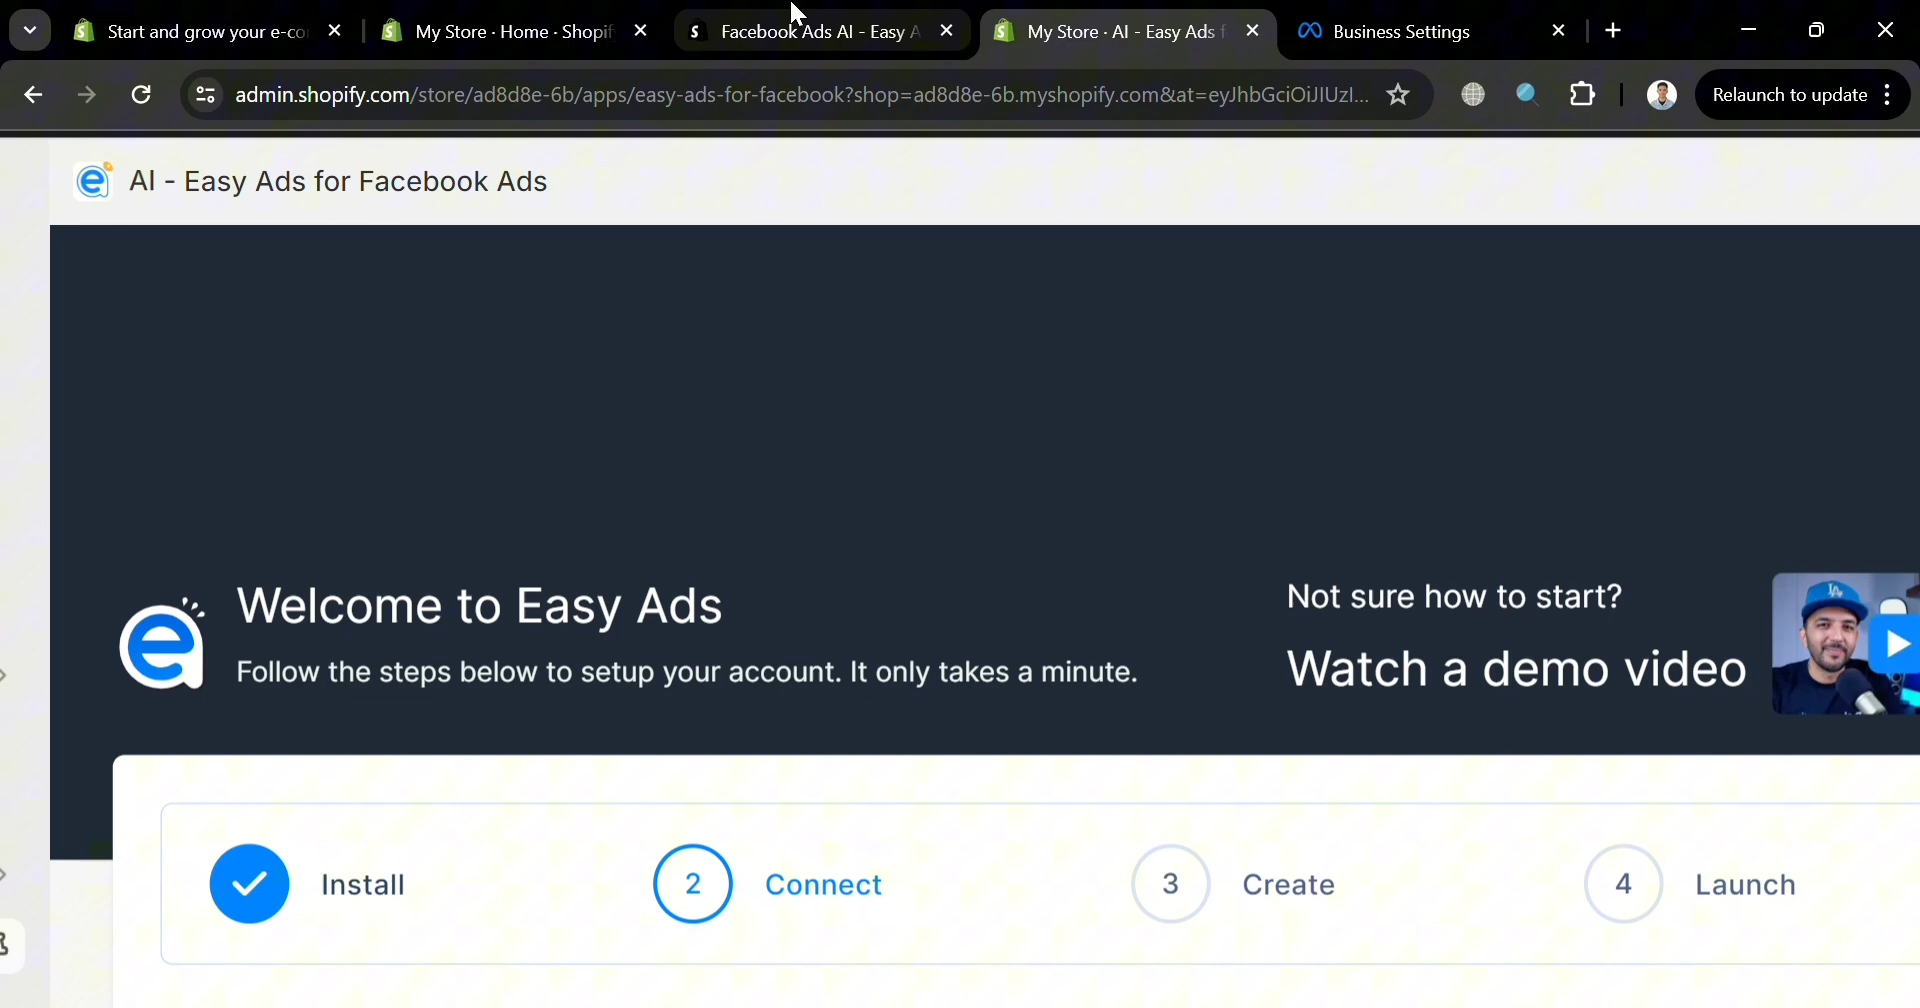 Start and grow your e-co
My Store · Home · Shopif
Facebook Ads AI - Easy A
My Store · AI - Easy Ads f
Business Settings
admin.shopify.com/store/ad8d8e-6b/apps/easy-ads-for-facebook?shop=ad8d8e-6b.myshopify.com&at=eyJhbGciOiJIUzI...
Relaunch to update
AI - Easy Ads for Facebook Ads
Welcome to Easy Ads
Follow the steps below to setup your account. It only takes a minute.
Not sure how to start?
Watch a demo video
Install
2 Connect
3 Create
4 Launch